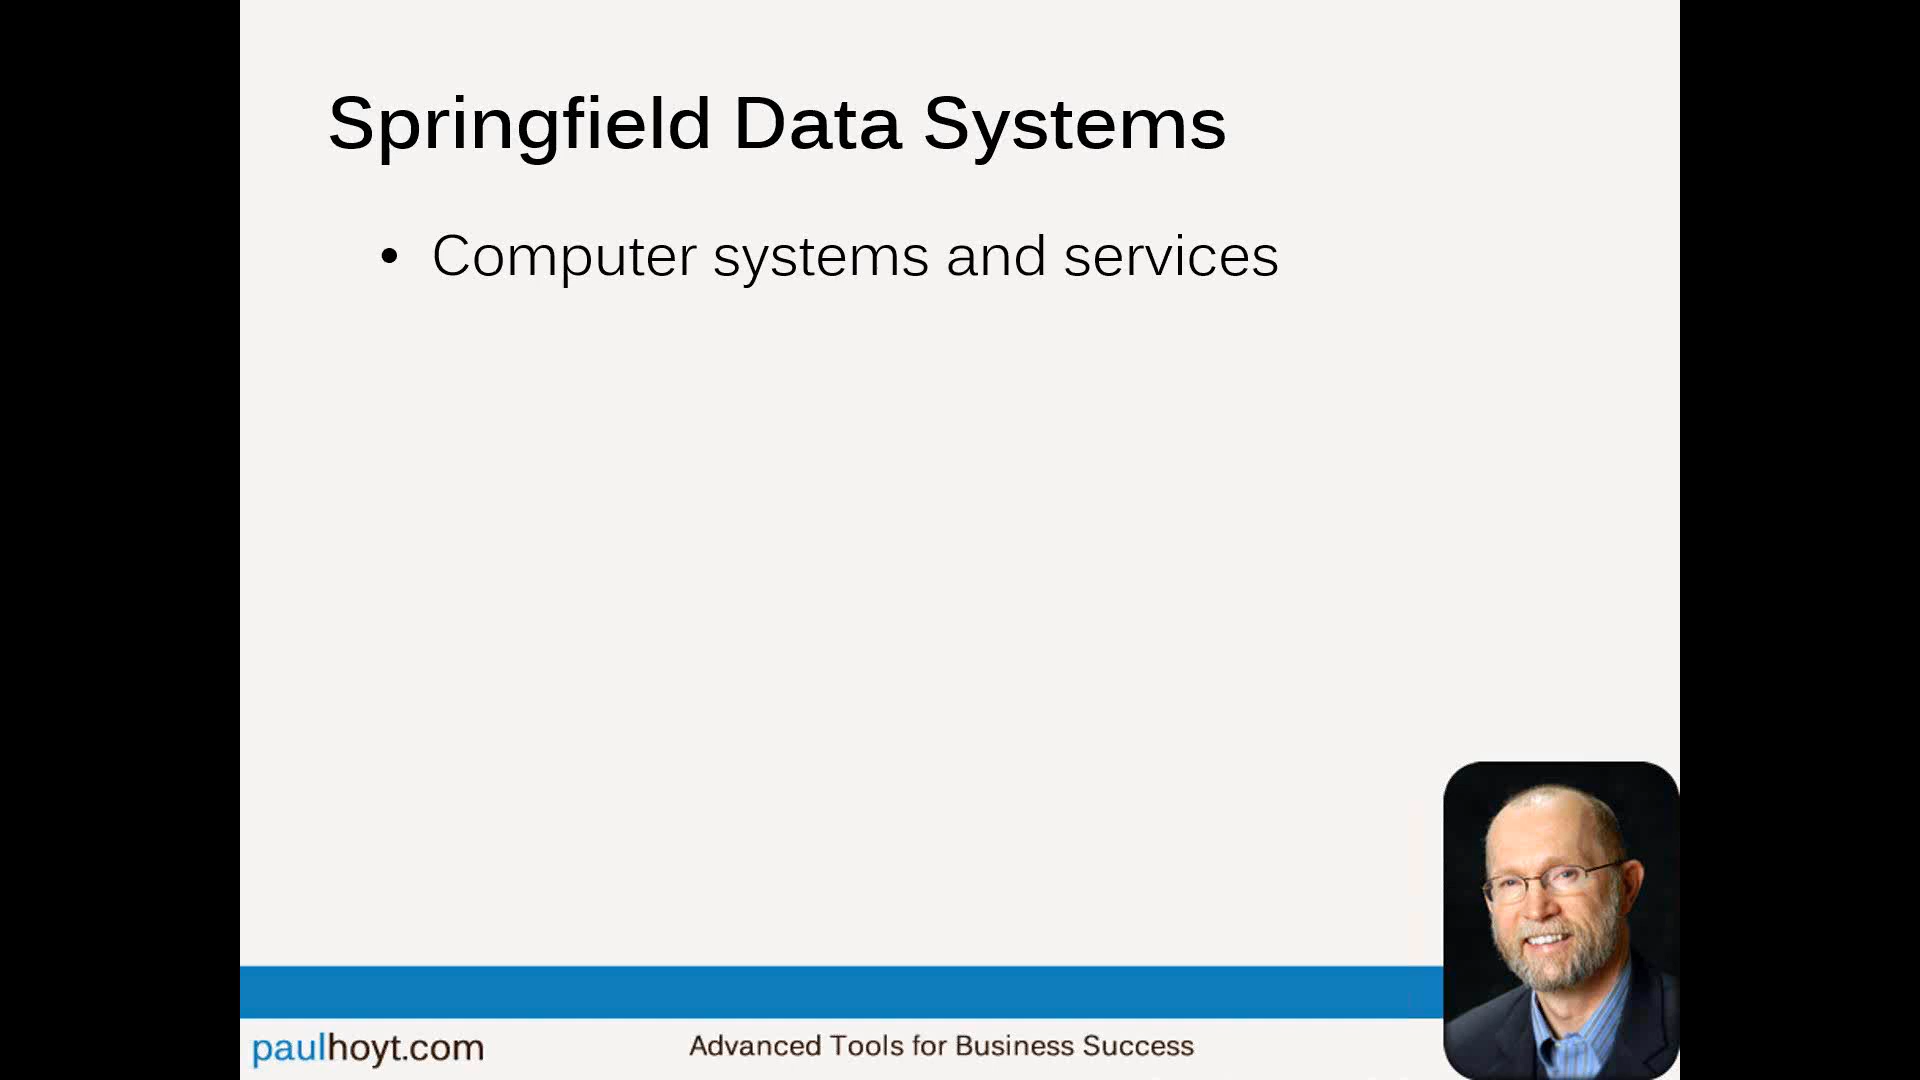 Springfield Data Systems
• Computer systems and services
paulhoyt.com
Advanced Tools for Business Success